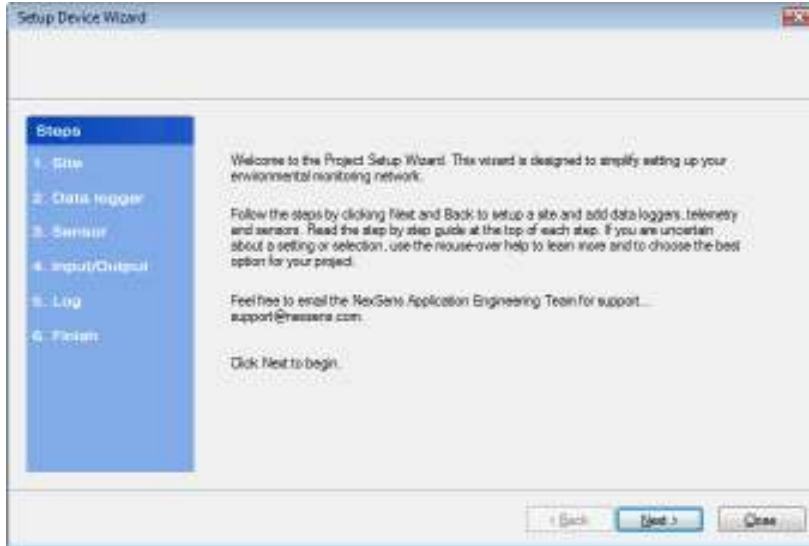 Setup Device Wizard
Steps
1. Site
2. Data logger
3. Sensor
4. Input/Output
5. Log
6. Finish
Welcome to the Project Setup Wizard. This wizard is designed to simplify setting up your
environmental monitoring network.
Follow the steps by clicking Next and Back to setup a site and add data loggers, telemetry
and sensors. Read the step by step guide at the top of each step. If you are uncertain
about a setting or selection, use the mouse-over help to learn more and to choose the best
option for your project.
Feel free to email the NexSens Application Engineering Team for support...
support@nexsens.com.
Click Next to begin.
< Back
Next >
Close